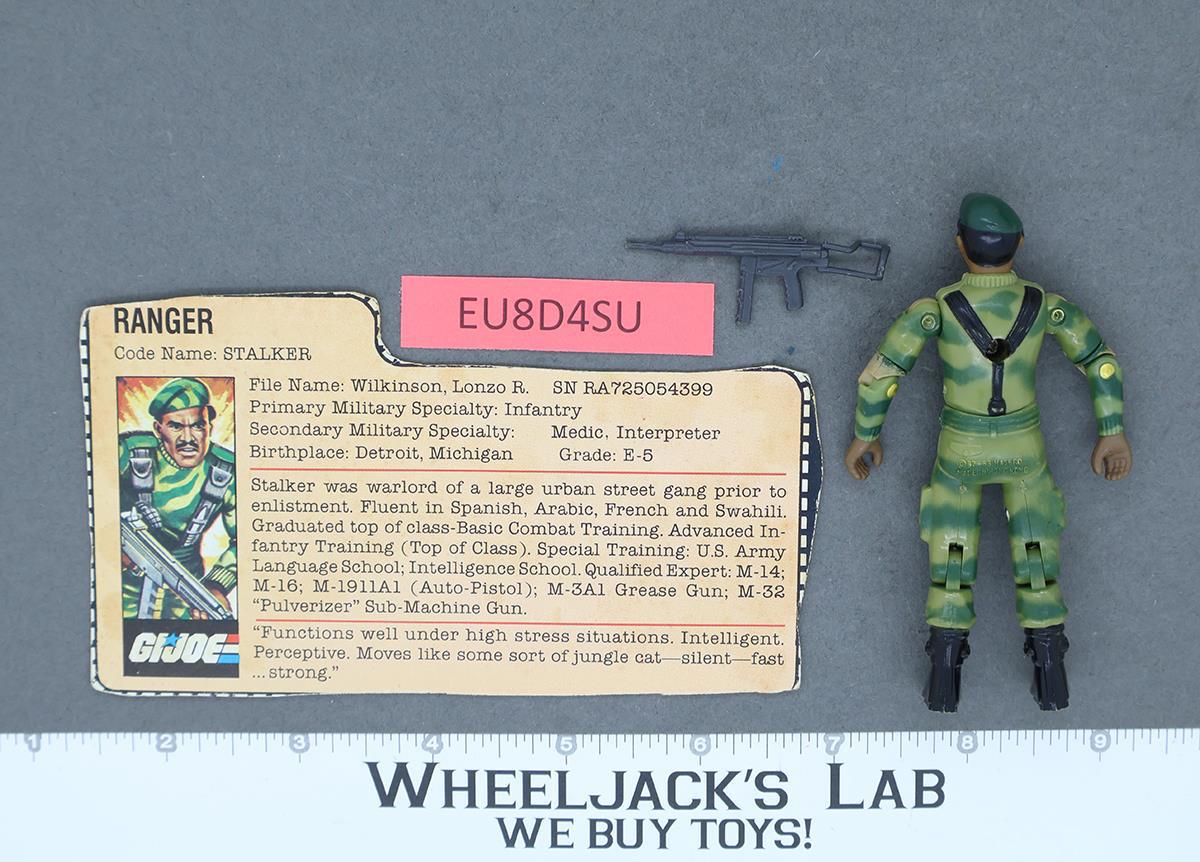 EU8D4SU
RANGER
Code Name: STALKER
File Name: Wilkinson, Lonzo R. SN RA725054399
Primary Military Specialty: Infantry
Secondary Military Specialty: Medic, Interpreter
Birthplace: Detroit, Michigan Grade: E-5
Stalker was warlord of a large urban street gang prior to
enlistment. Fluent in Spanish, Arabic, French and Swahili.
Graduated top of class-Basic Combat Training. Advanced In-
fantry Training (Top of Class). Special Training: U.S. Army
Language School; Intelligence School. Qualified Expert: M-14;
M-16; M-1911A1 (Auto-Pistol); M-3A1 Grease Gun; M-32
"Pulverizer" Sub-Machine Gun.
"Functions well under high stress situations. Intelligent.
Perceptive. Moves like some sort of jungle cat—silent—fast
...strong."
GIJOE
1 2 3 4 5 6 7 8 9
WHEELJACK'S LAB
WE BUY TOYS!